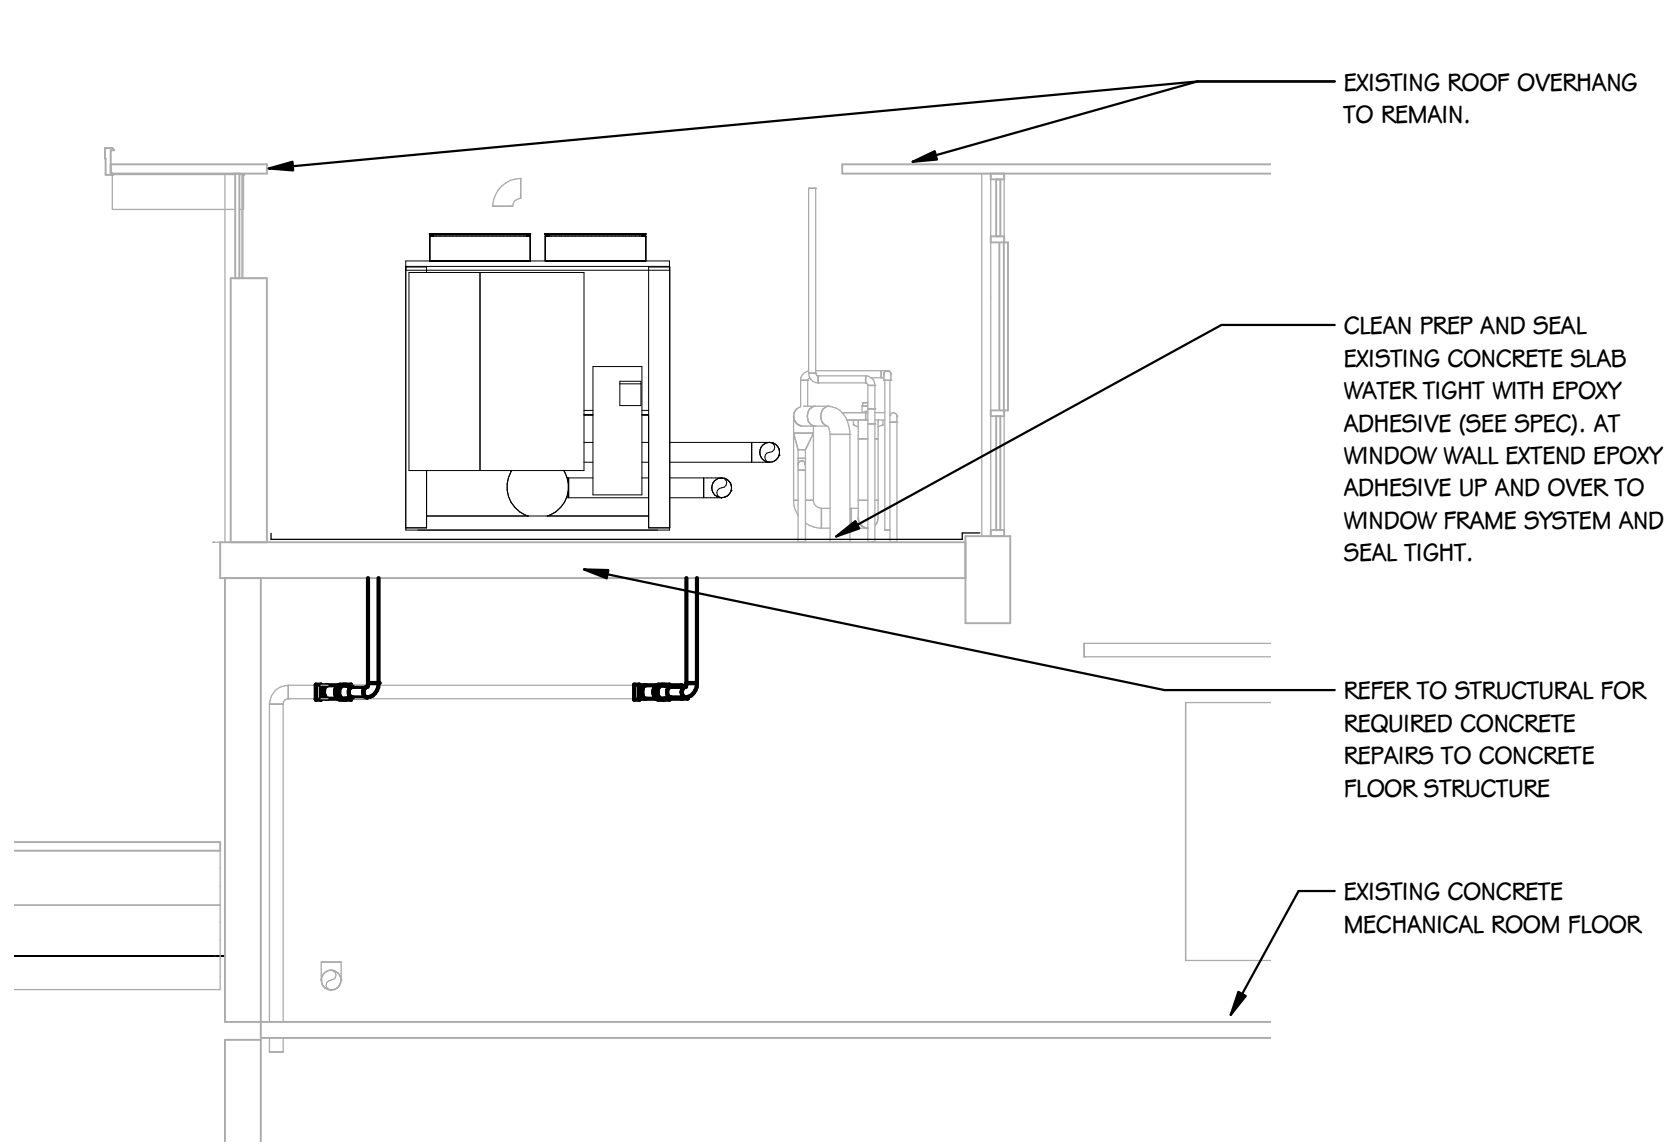 EXISTING ROOF OVERHANG
TO REMAIN.
CLEAN PREP AND SEAL
EXISTING CONCRETE SLAB
WATER TIGHT WITH EPOXY
ADHESIVE (SEE SPEC). AT
WINDOW WALL EXTEND EPOXY
ADHESIVE UP AND OVER TO
WINDOW FRAME SYSTEM AND
SEAL TIGHT.
REFER TO STRUCTURAL FOR
REQUIRED CONCRETE
REPAIRS TO CONCRETE
FLOOR STRUCTURE
EXISTING CONCRETE
MECHANICAL ROOM FLOOR